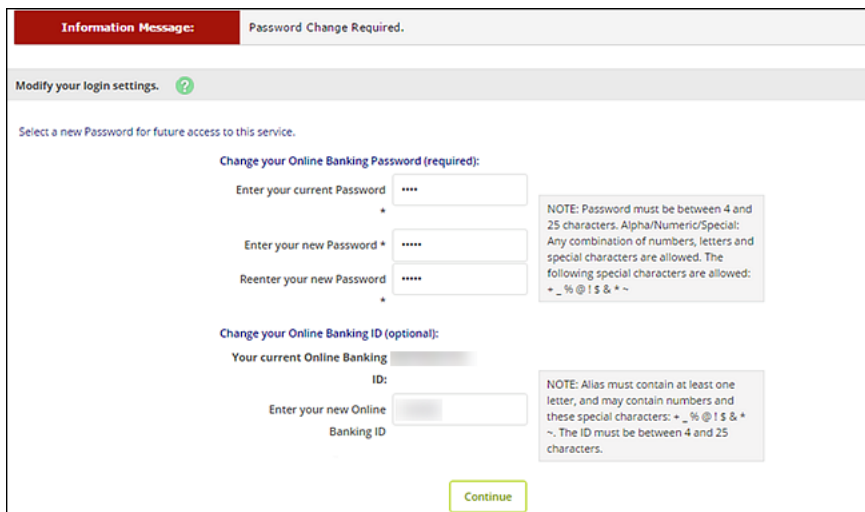 Information Message: Password Change Required.
Modify your login settings. ?
Select a new Password for future access to this service.
Change your Online Banking Password (required):
Enter your current Password
*
••••
Enter your new Password *
•••••
Reenter your new Password
*
•••••
NOTE: Password must be between 4 and
25 characters. Alpha/Numeric/Special:
Any combination of numbers, letters and
special characters are allowed. The
following special characters are allowed:
+ _ % @ ! $ & * ~
Change your Online Banking ID (optional):
Your current Online Banking
ID:
Enter your new Online
Banking ID
NOTE: Alias must contain at least one
letter, and may contain numbers and
these special characters: + _ % @ ! $ & *
~. The ID must be between 4 and 25
characters.
Continue